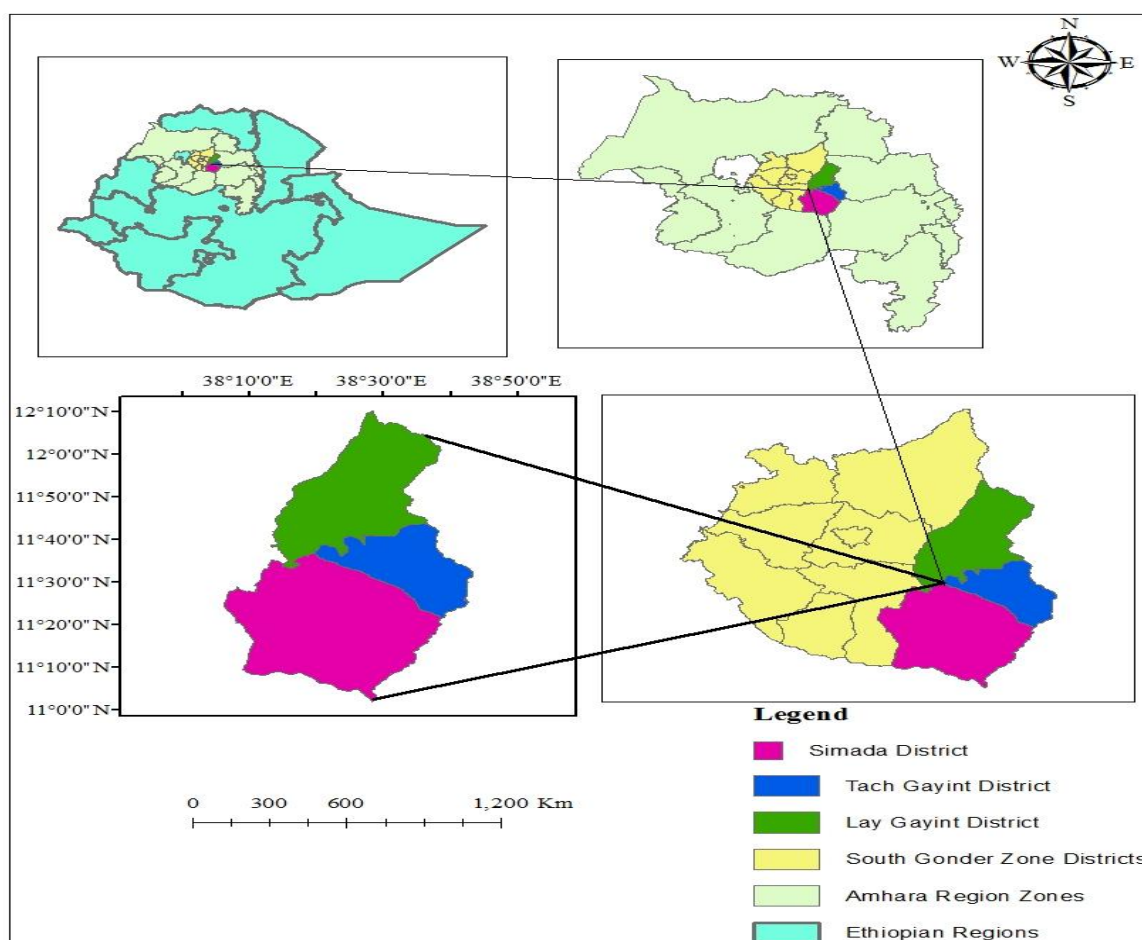 N
W E
S
38°10'0"E 38°30'0"E 38°50'0"E
12°10'0"N
12°0'0"N
11°50'0"N
11°40'0"N
11°30'0"N
11°20'0"N
11°10'0"N
11°0'0"N
Legend
Simada District
Tach Gayint District
Lay Gayint District
South Gonder Zone Districts
Amhara Region Zones
Ethiopian Regions
0 300 600 1,200 Km